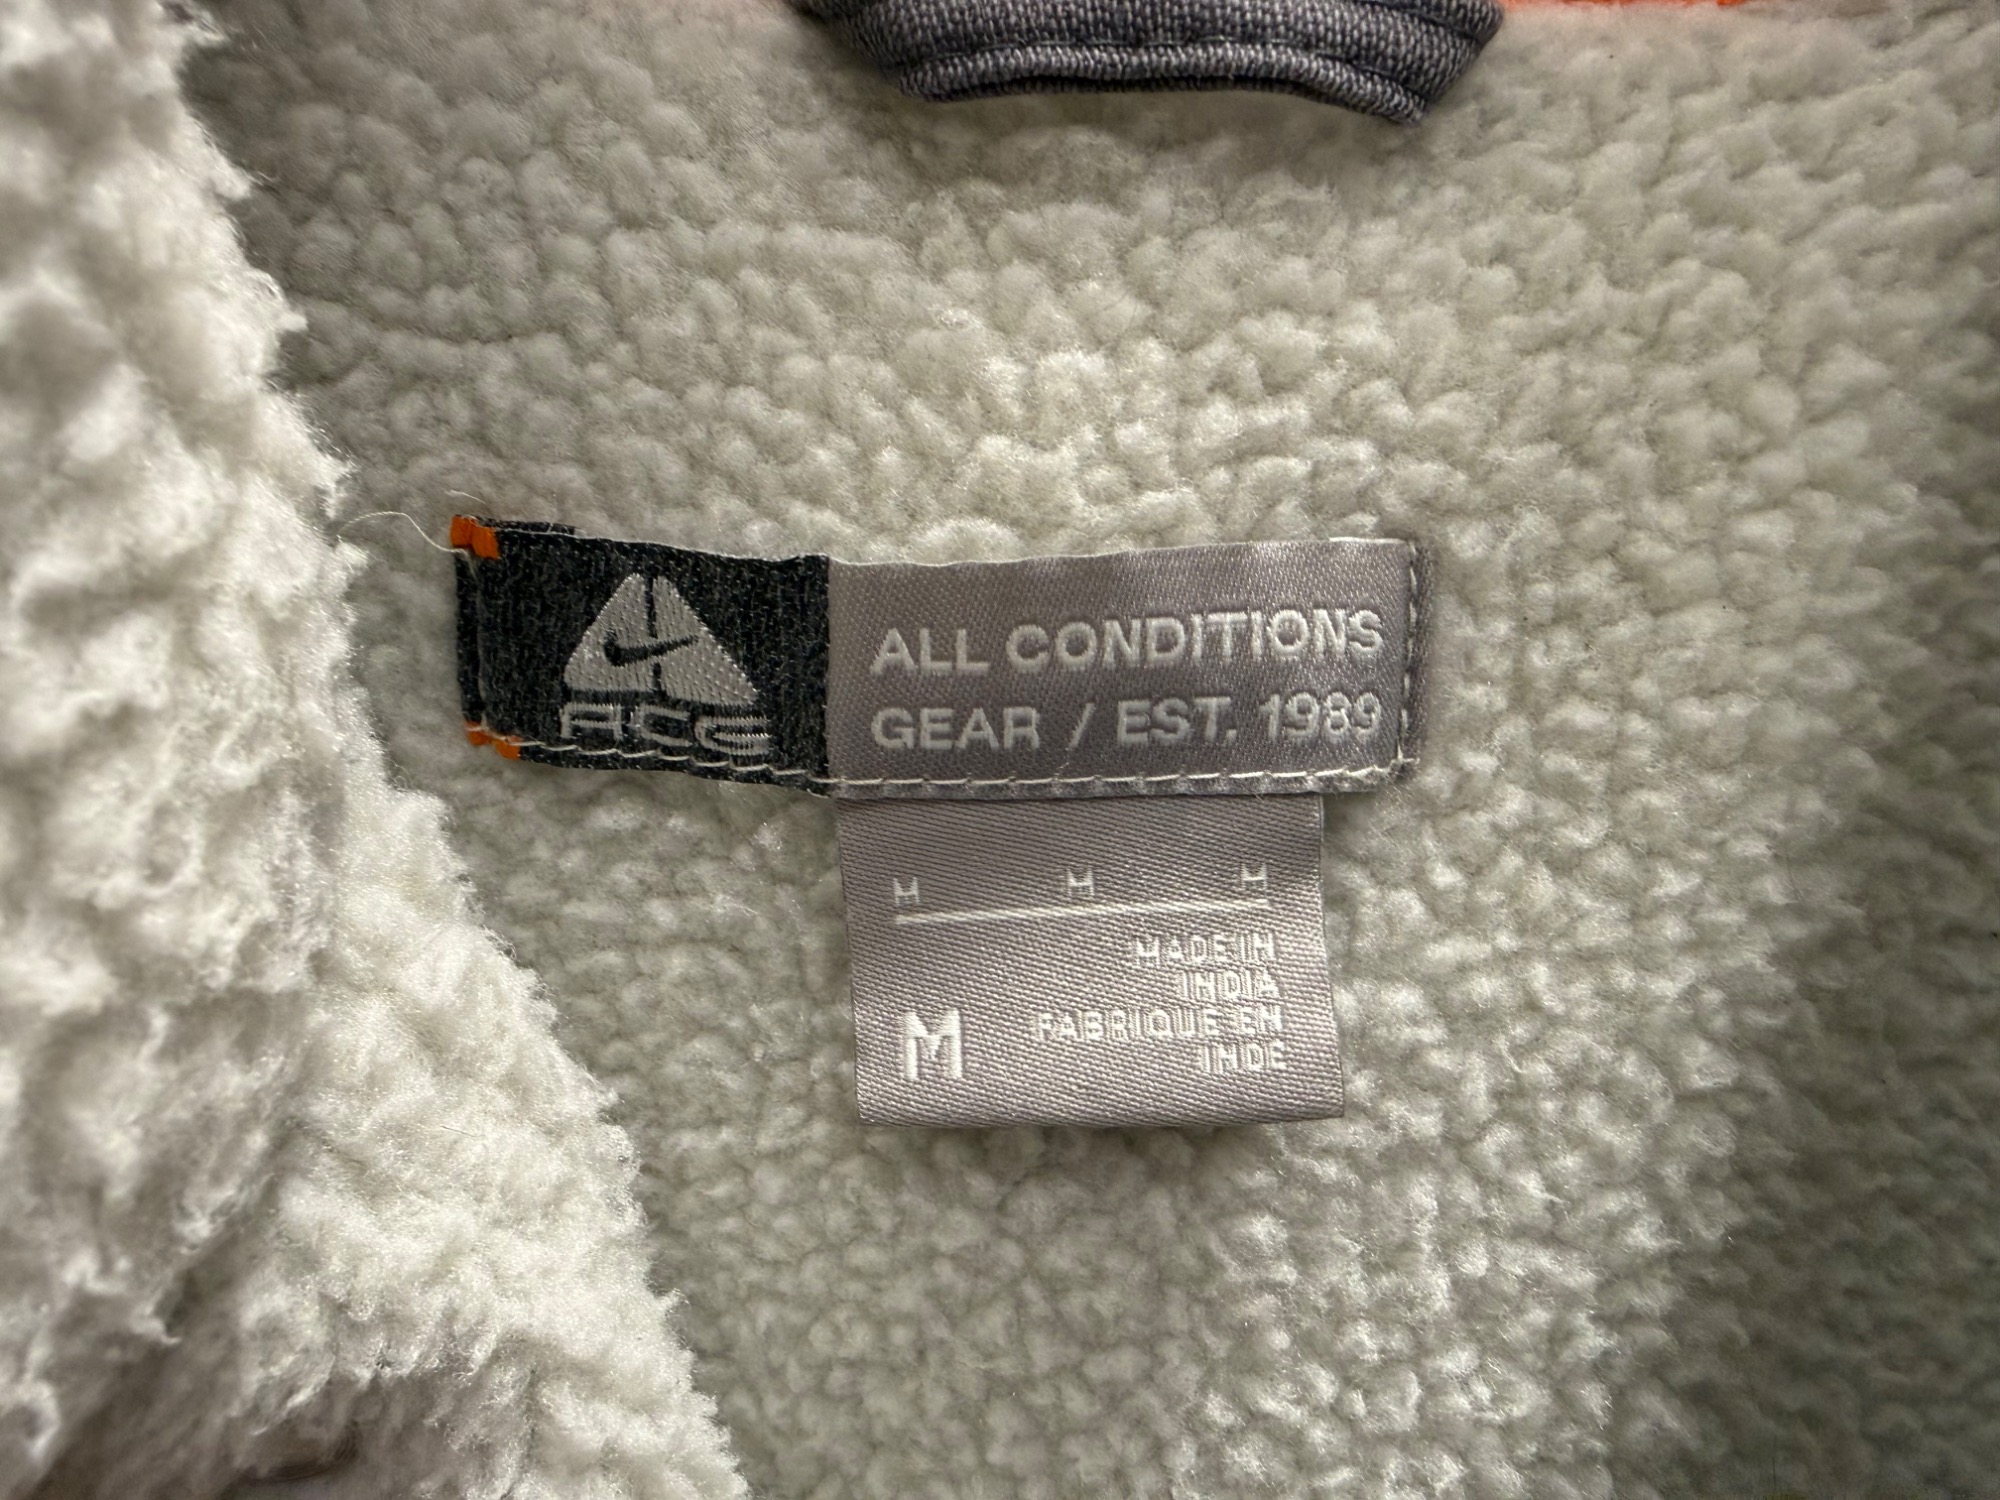 ACG
ALL CONDITIONS
GEAR / EST. 1989
M M M
MADE IN
INDIA
M
FABRIQUE EN
INDE